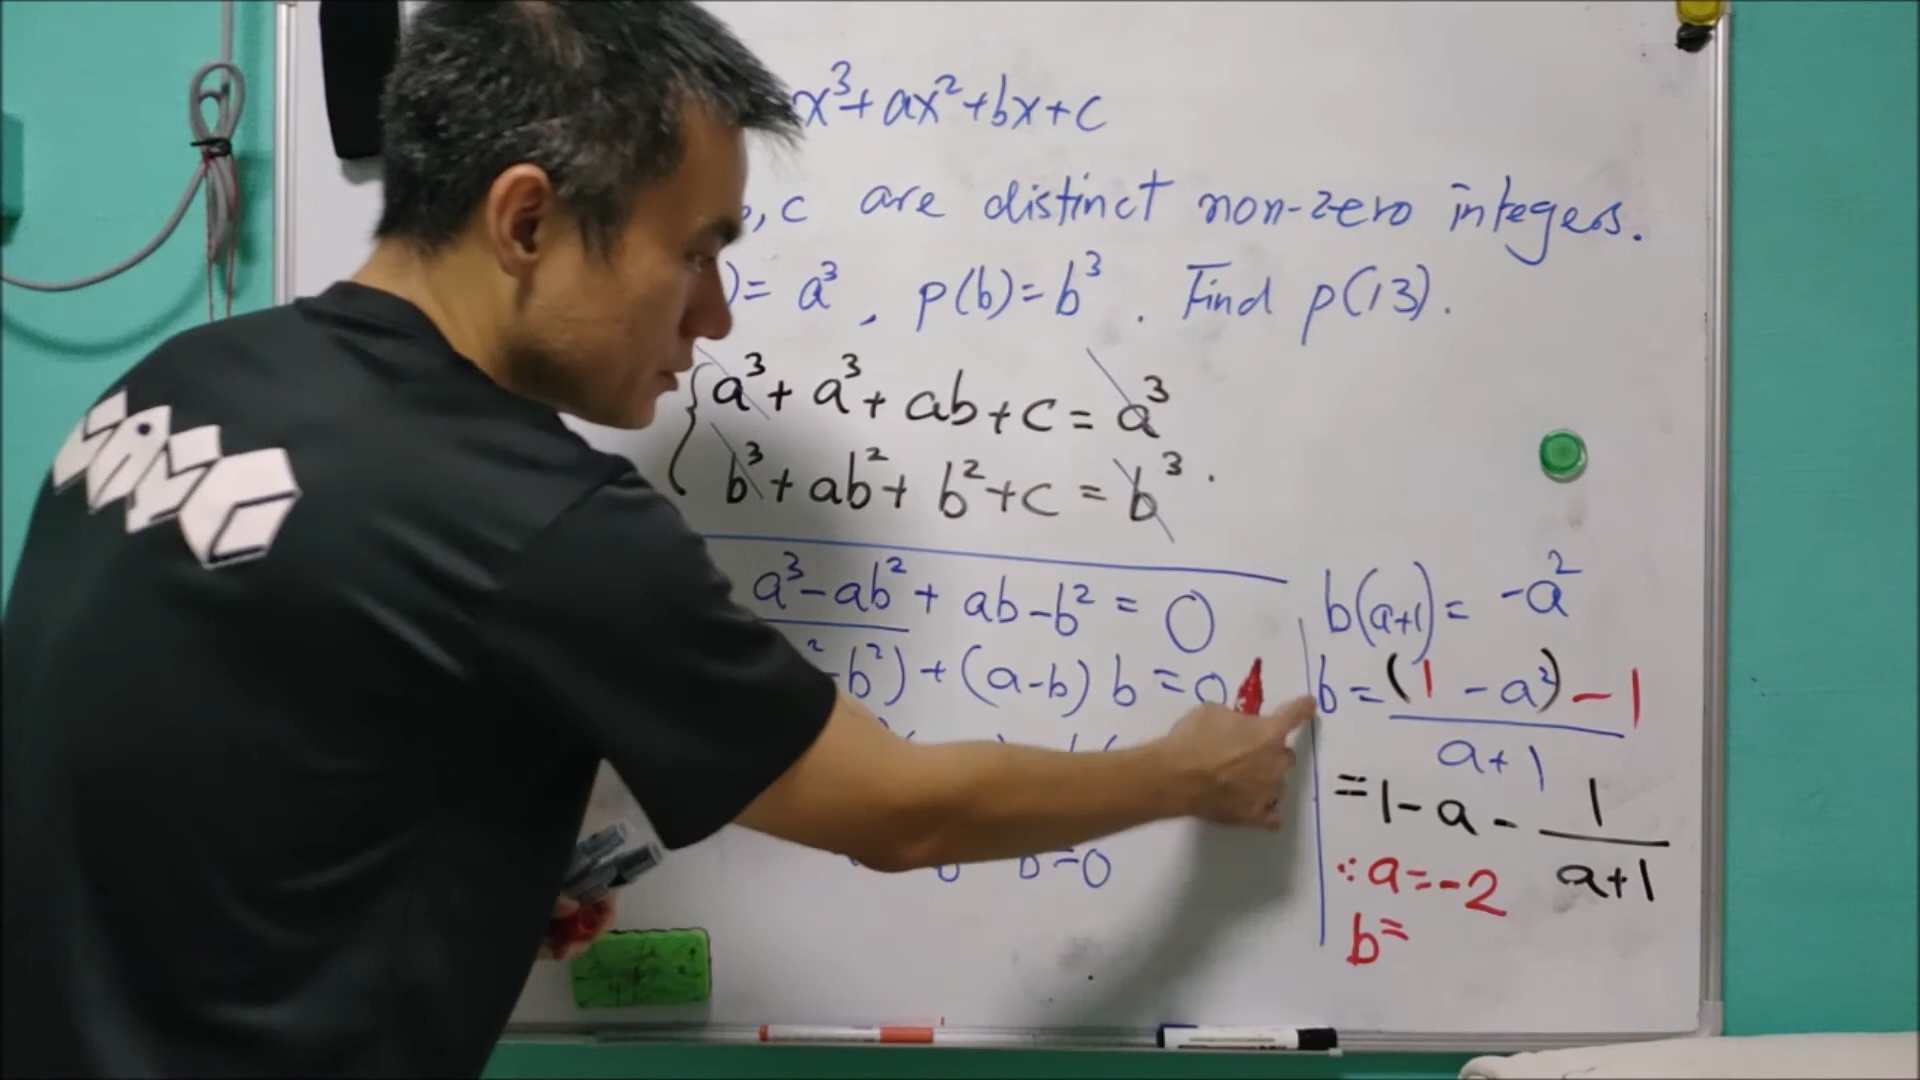 x³+ax²+bx+c
, c are distinct non-zero integers.
)= a³, p(b)=b³. Find p(13).
a³+ a³+ ab+c= a³
b³+ab²+ b²+c = b³.
a³-ab²+ ab-b² = 0
-b²)+(a-b) b =0
b=0
b(a+1)= -a²
b=(1-a²)-1
a+1
=1-a- 1
a+1
∵a=-2
b=